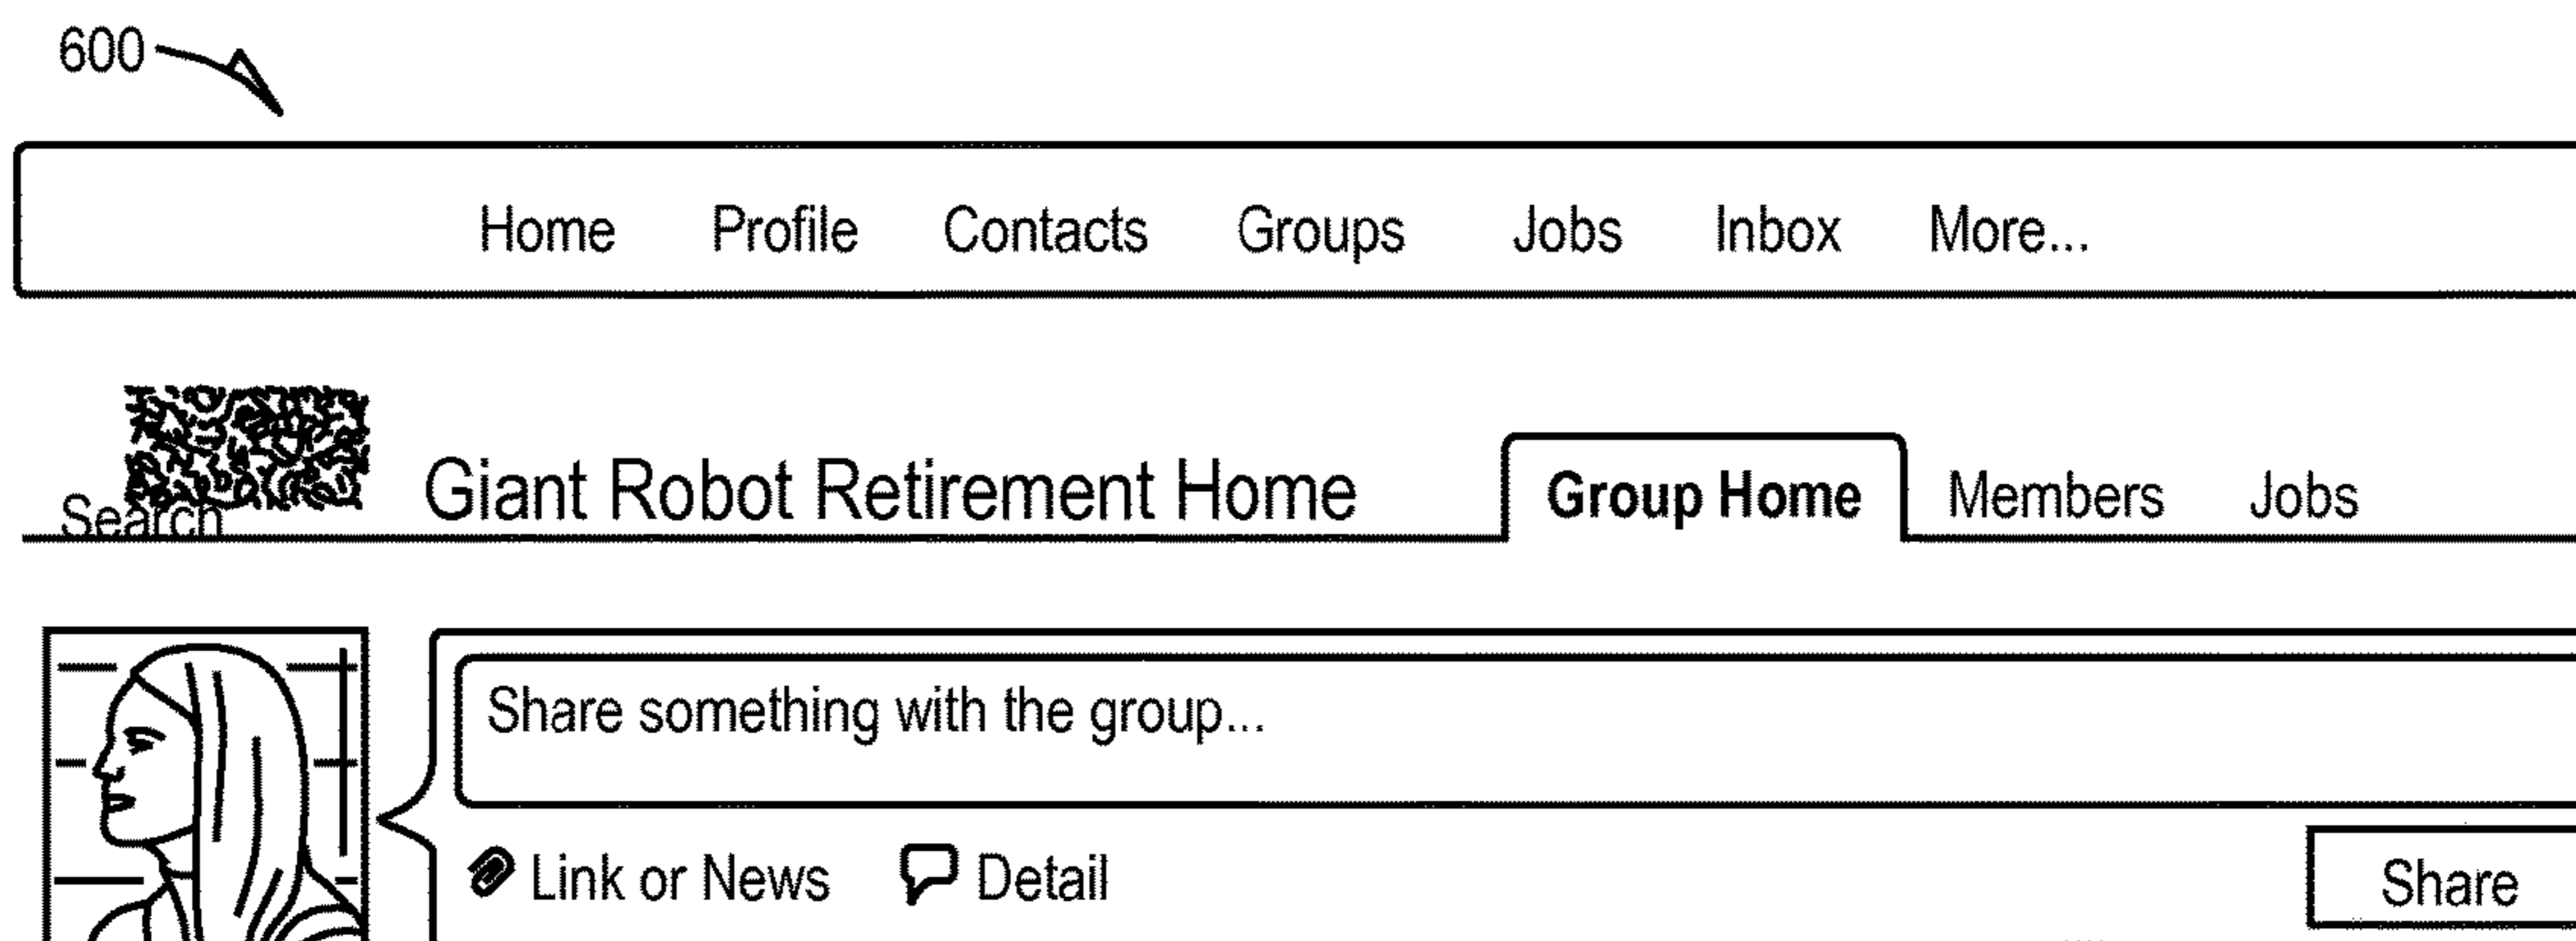 600
Home Profile Contacts Groups Jobs Inbox More...
Search Giant Robot Retirement Home Group Home Members Jobs
Share something with the group...
Link or News Detail Share